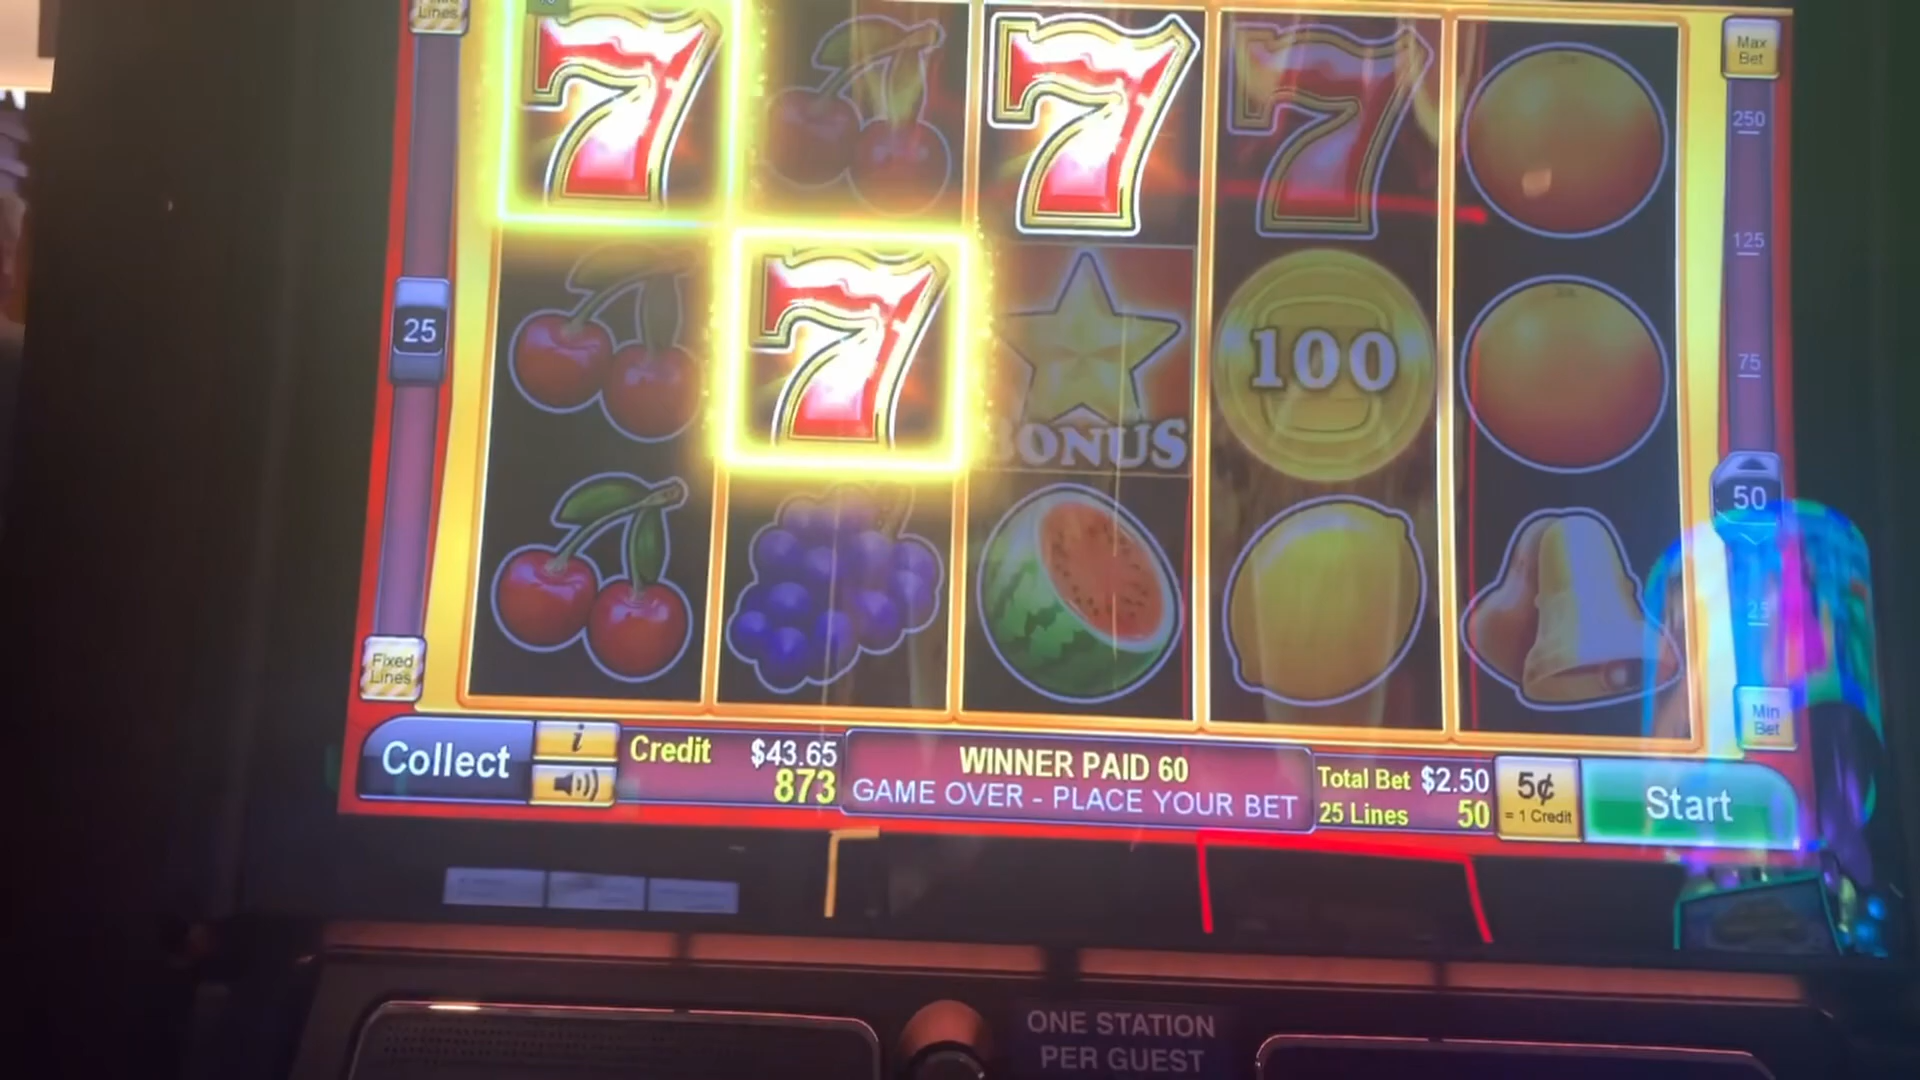 Lines
Max
Bet
250
125
100
75
25
BONUS
50
25
Fixed
Lines
Min
Bet
Collect
i
Credit $43.65
873
WINNER PAID 60
GAME OVER - PLACE YOUR BET
Total Bet $2.50
25 Lines 50
5¢
= 1 Credit
Start
ONE STATION
PER GUEST